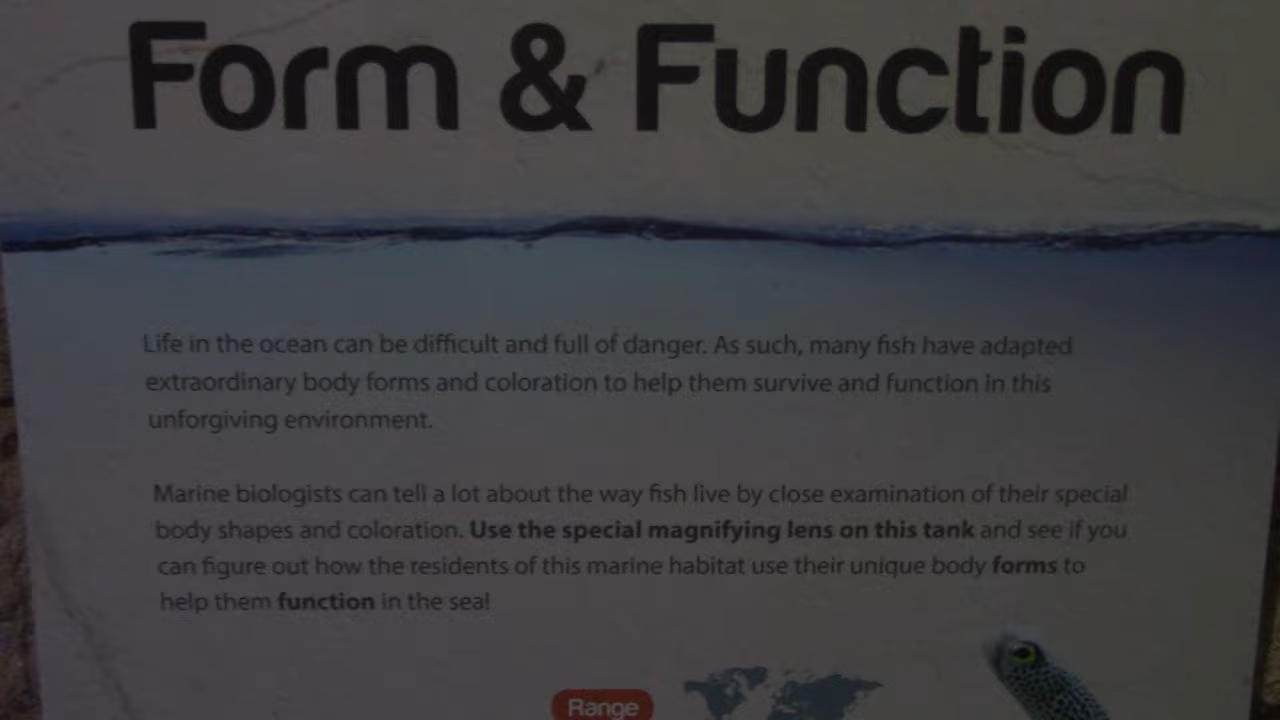 Form & Function
Life in the ocean can be difficult and full of danger. As such, many fish have adapted
extraordinary body forms and coloration to help them survive and function in this
unforgiving environment.
Marine biologists can tell a lot about the way fish live by close examination of their special
body shapes and coloration. Use the special magnifying lens on this tank and see if you
can figure out how the residents of this marine habitat use their unique body forms to
help them function in the sea!
Range